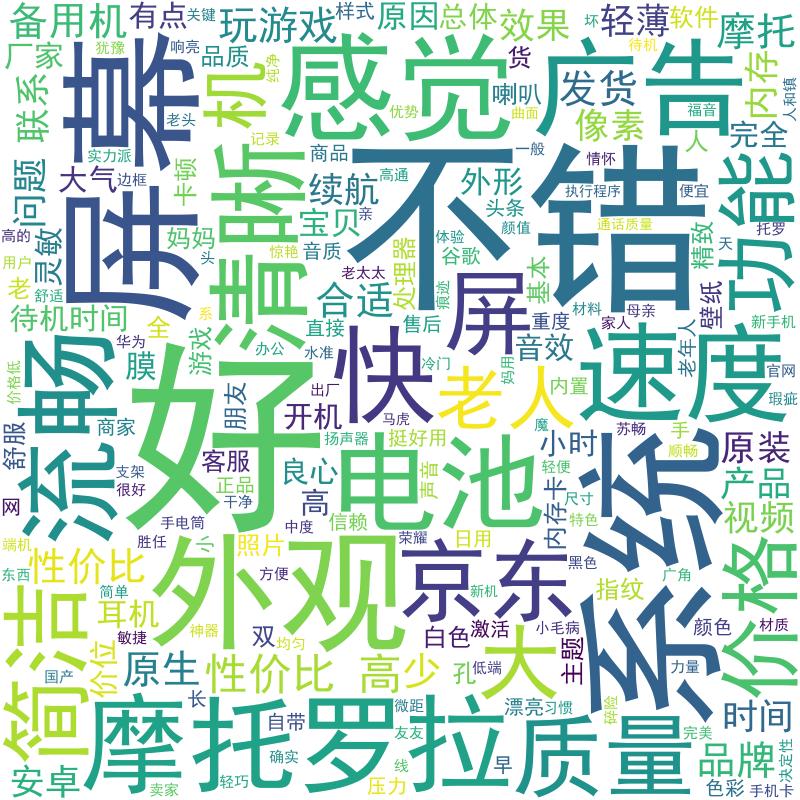 备用机
有点
关键
玩游戏
原因
总体
样式
效果
坏
轻薄
软件
待机
摩托
厂家
犹豫
响亮
品质
纯净
联系
屏幕
机
感觉
货
喇叭
发货
广告
内存
人和镇
老头
优势
曲面
福音
像素
人
完全
实力派
记录
问题
大气
边框
卡顿
清晰
商品
续航
高通
一般
情怀
外形
不错
执行程序
便宜
功能
灵敏
妈妈
宝贝
亲
头条
颜值
通话质量
精致
托罗
高的
用户
舒适
老
头
惊艳
音质
老太太
处理器
体验
谷歌
痕迹
基本
天
壁纸
待机时间
全
系
合适
屏
材料
母亲
新手机
华为
游戏
办公
直接
水准
售后
重度
家人
老年人
价格低
流畅
膜
朋友
快
冷门
妈用
音效
内置
速度
官网
瑕疵
舒服
商家
好
出厂
开机
马虎
老人
魔
苏畅
手
顺畅
网
支架
很好
客服
正品
干净
良心
扬声器
挺好用
电池
声音
小时
轻便
内存卡
尺寸
特色
系统
原装
产品
视频
手电筒
高
中度
信赖
端机
胜任
小
照片
荣耀
日用
东西
性价比
简单
外观
方便
京东
黑色
新机
广角
指纹
价格
简洁
耳机
敏捷
神器
双
均匀
白色
激活
小毛病
颜色
材质
国产
价位
原生
性价比
高
少
大
孔
低端
主题
力量
长
自带
微距
漂亮
习惯
碎险
时间
安卓
摩托罗拉
确实
友友
质量
完美
品牌
决定性
卖家
轻巧
压力
线
早
色彩
手机卡